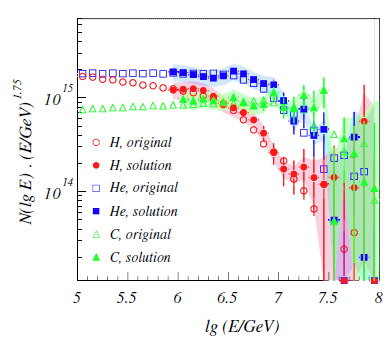 N(lg E) . (E/GeV) 1.75
10 15
10 14
H, original
H, solution
He, original
He, solution
C, original
C, solution
5 5.5 6 6.5 7 7.5 8
lg (E/GeV)